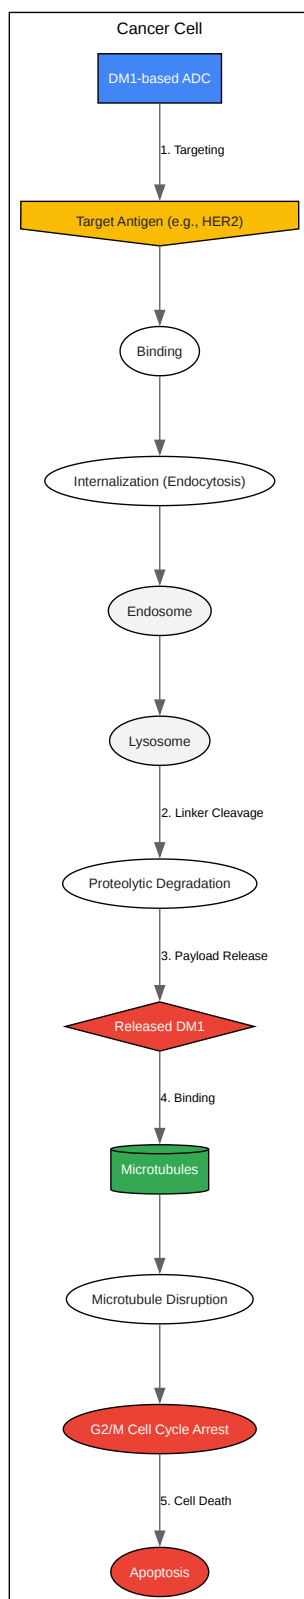 Cancer Cell
DM1-based ADC
1. Targeting
Target Antigen (e.g., HER2)
Binding
Internalization (Endocytosis)
Endosome
Lysosome
2. Linker Cleavage
Proteolytic Degradation
3. Payload Release
Released DM1
4. Binding
Microtubules
Microtubule Disruption
G2/M Cell Cycle Arrest
5. Cell Death
Apoptosis